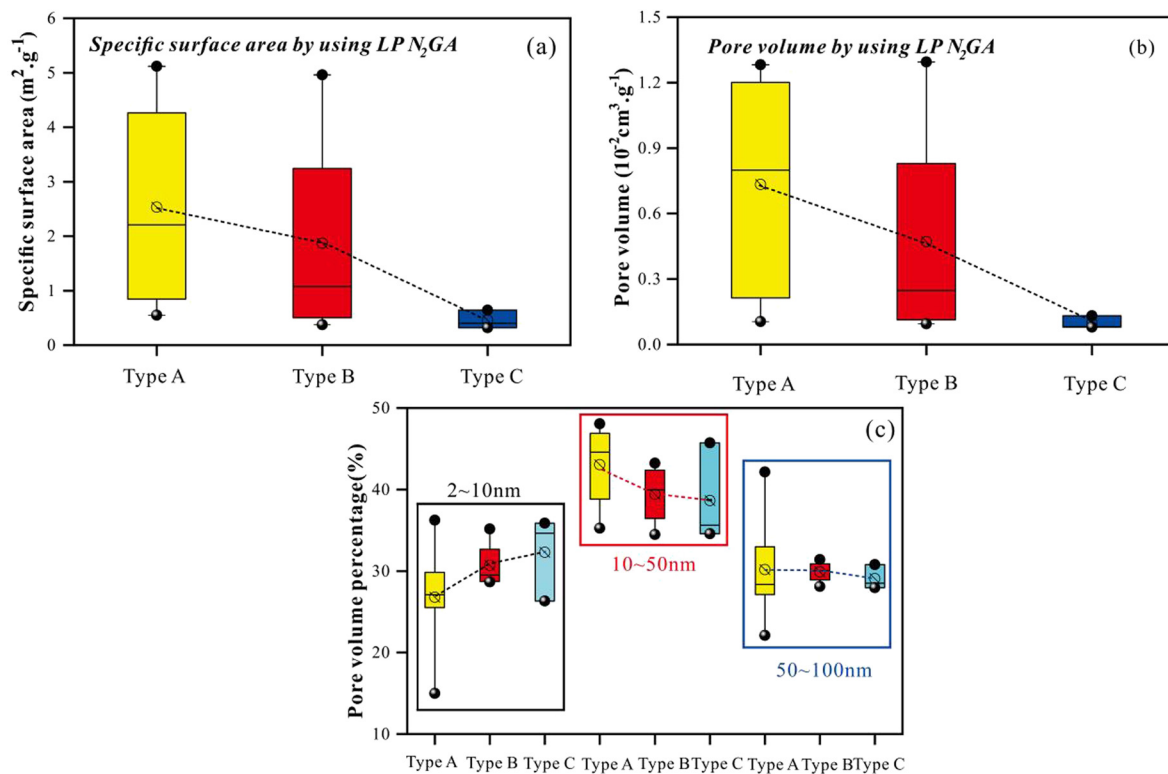 Specific surface area by using LP N₂GA
(a)
Specific surface area (m².g⁻¹)
6
5
4
3
2
1
0
Type A Type B Type C
Pore volume by using LP N₂GA
(b)
Pore volume (10⁻²cm³.g⁻¹)
1.5
1.2
0.9
0.6
0.3
0.0
Type A Type B Type C
(c)
Pore volume percentage(%)
50
40
30
20
10
2~10nm
10~50nm
50~100nm
Type A Type B Type C Type A Type B Type C Type A Type B Type C